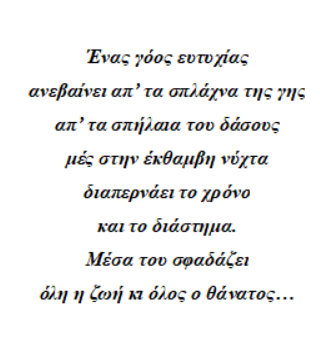 Ένας γόος ευτυχίας
ανεβαίνει απ’ τα σπλάχνα της γης
απ’ τα σπήλαια του δάσους
μές στην έκθαμβη νύχτα
διαπερνάει το χρόνο
και το διάστημα.
Μέσα του σφαδάζει
όλη η ζωή κι όλος ο θάνατος…